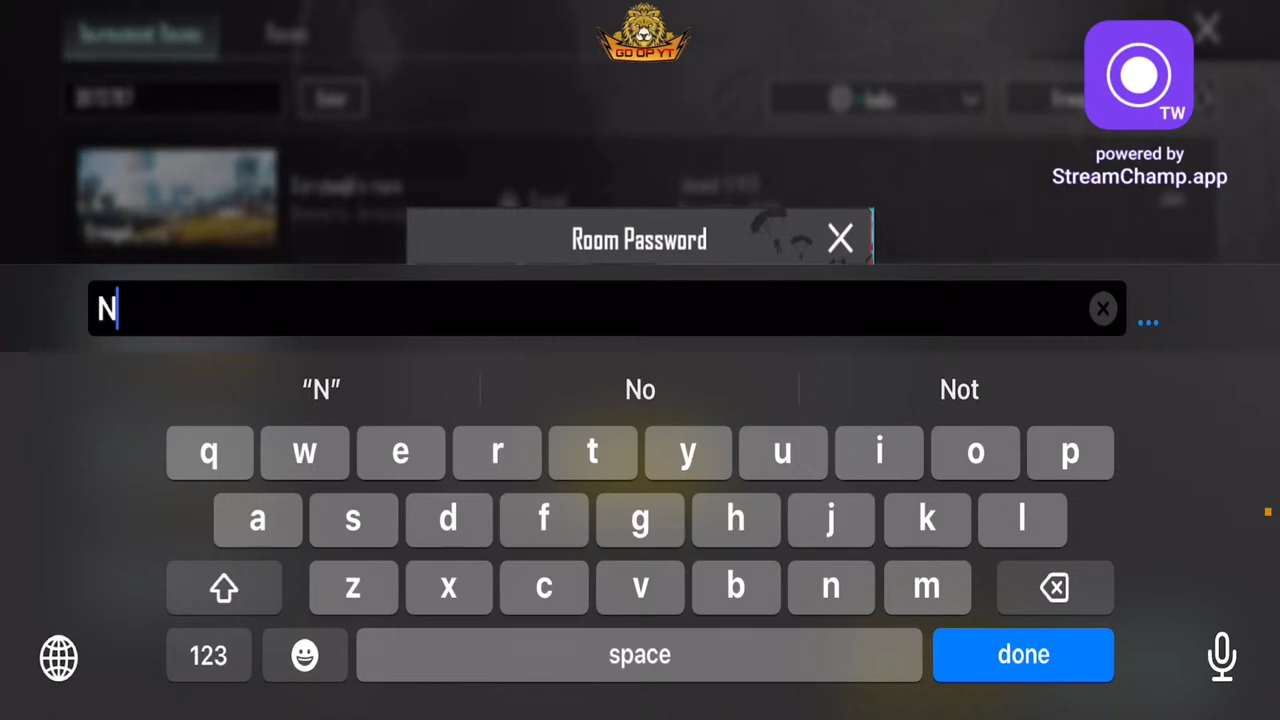 GO OP YT
TW
powered by
StreamChamp.app
Room Password
N
...
“N” No Not
q w e r t y u i o p
a s d f g h j k l
z x c v b n m
123 space done